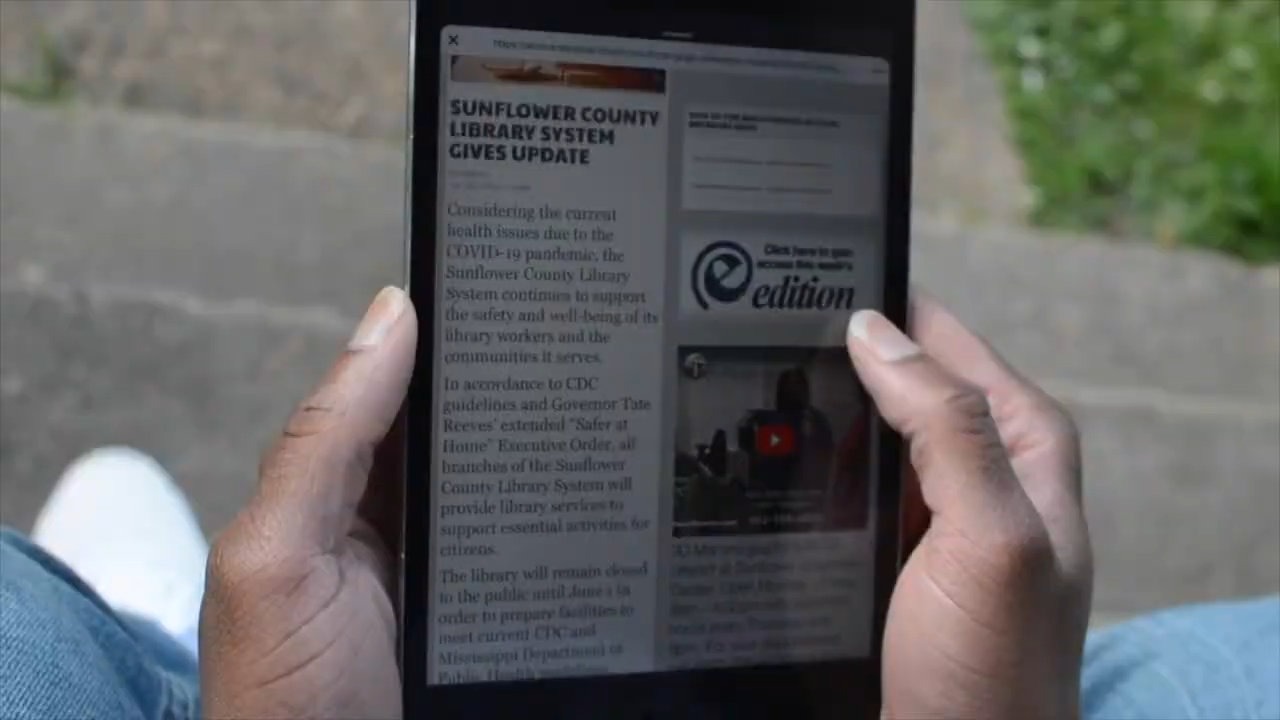 SUNFLOWER COUNTY
LIBRARY SYSTEM
GIVES UPDATE
Considering the current
health issues due to the
COVID-19 pandemic, the
Sunflower County Library
System continues to support
the safety and well-being of its
library workers and the
communities it serves.
In accordance to CDC
guidelines and Governor Tate
Reeves' extended "Safer at
Home" Executive Order, all
branches of the Sunflower
County Library System will
provide library services to
support essential activities for
citizens.
The library will remain closed
to the public until June 1 in
order to prepare facilities to
meet current CDC and
Mississippi Department of
Public Health
Click here to gain
access this week's
e edition